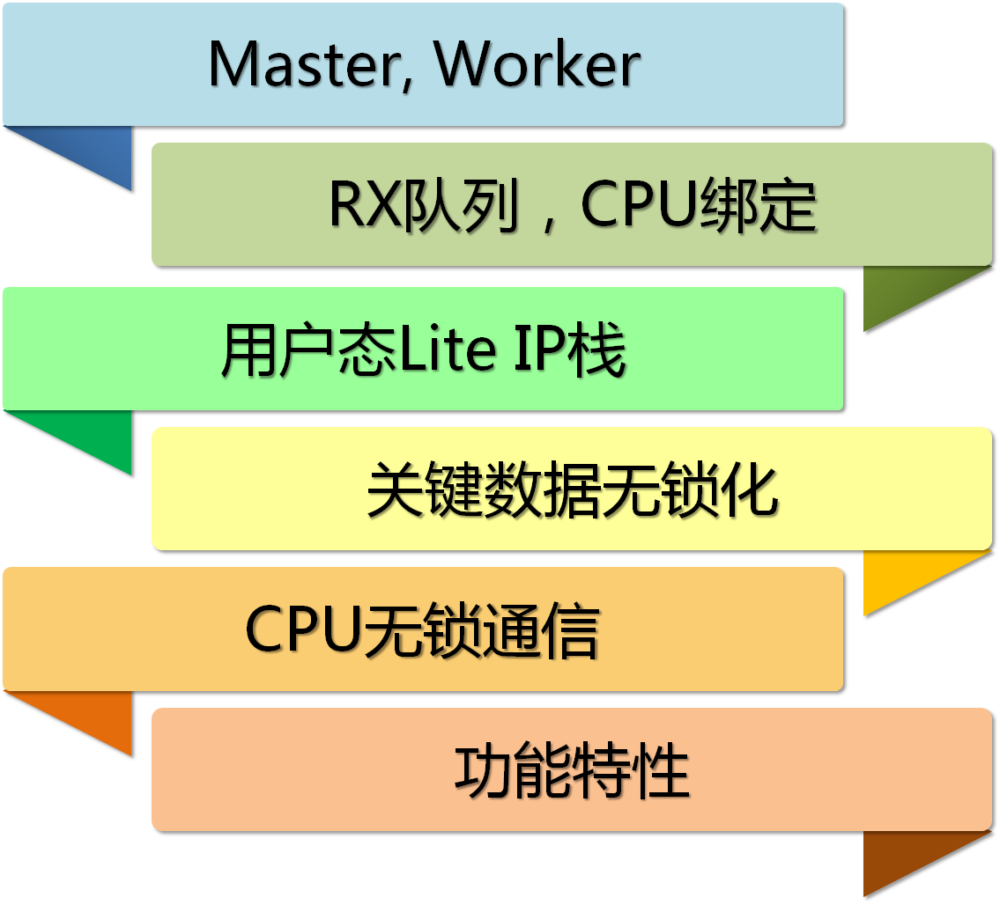 Master, Worker
RX队列，CPU绑定
用户态Lite IP栈
关键数据无锁化
CPU无锁通信
功能特性